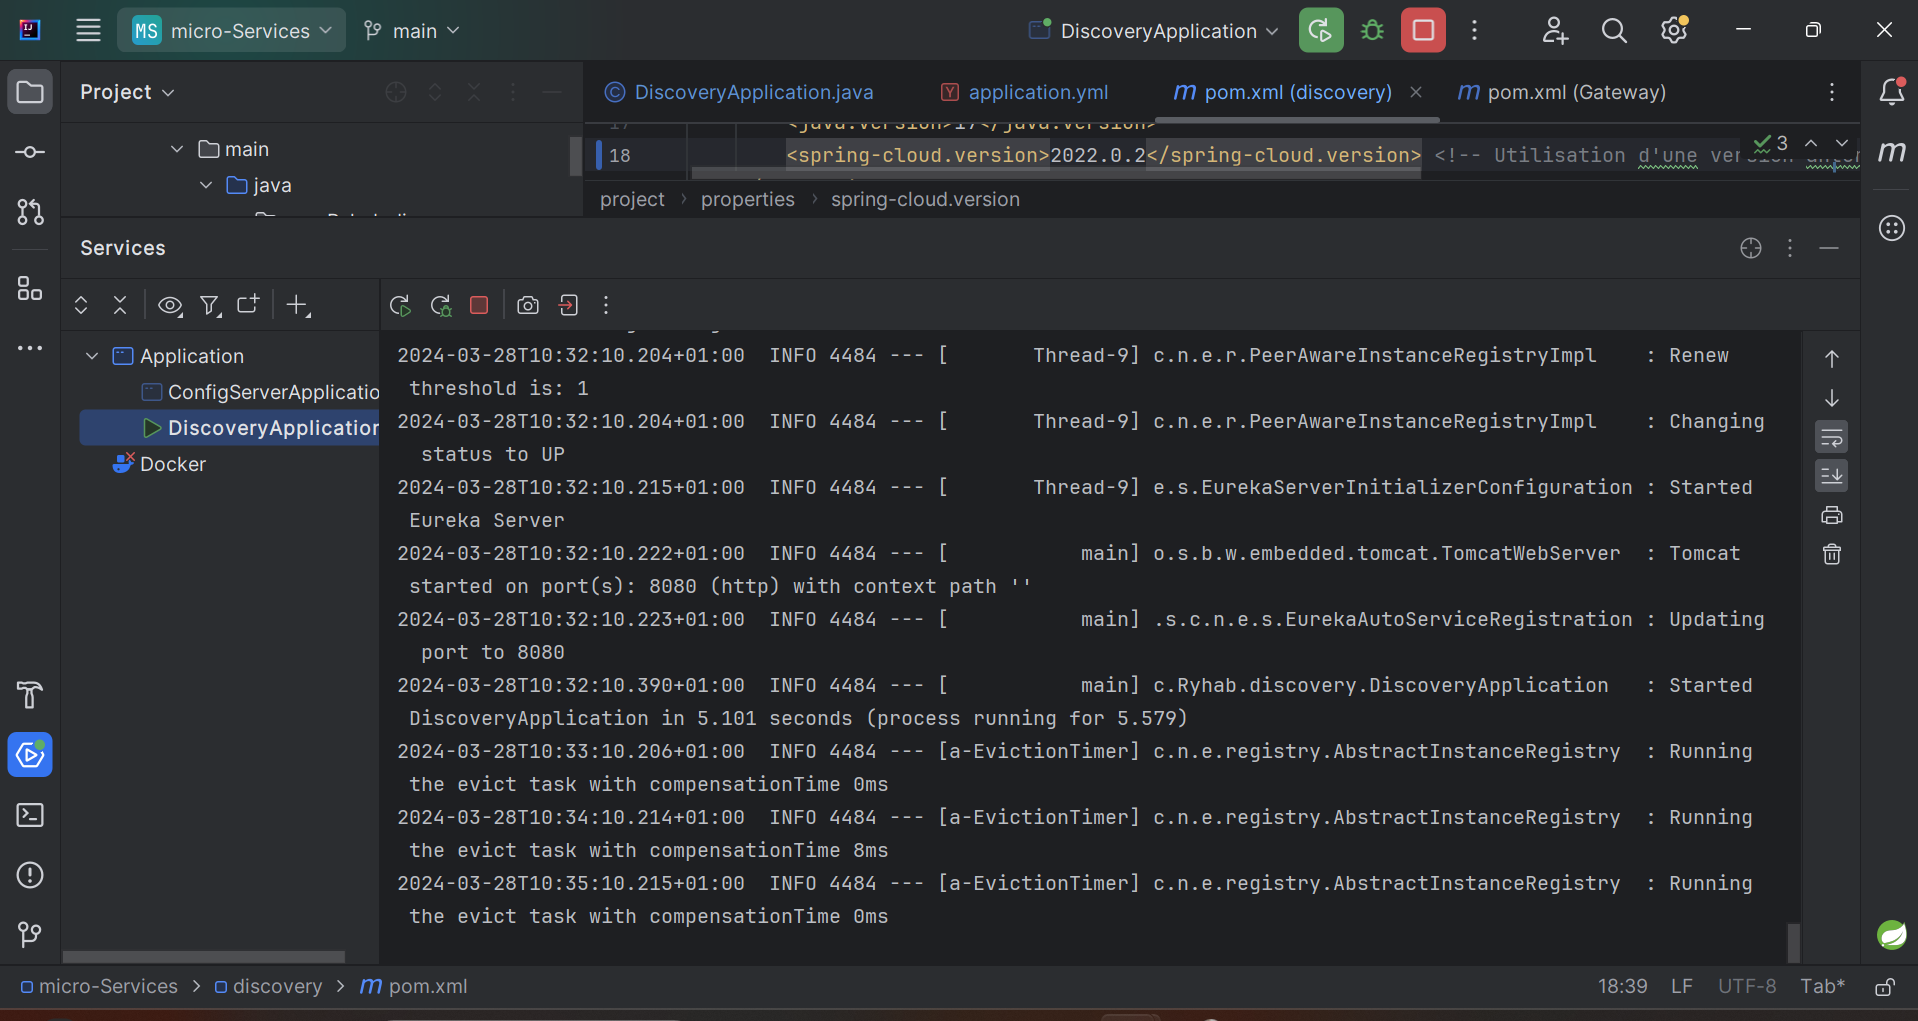 MS micro-Services
main
DiscoveryApplication
Project
DiscoveryApplication.java
application.yml
pom.xml (discovery)
pom.xml (Gateway)
main
java
17 <java.version>17</java.version>
18 <spring-cloud.version>2022.0.2</spring-cloud.version> <!-- Utilisation d'une
3
project > properties > spring-cloud.version
Services
Application
ConfigServerApplicatio
DiscoveryApplication
Docker
2024-03-28T10:32:10.204+01:00  INFO 4484 --- [       Thread-9] c.n.e.r.PeerAwareInstanceRegistryImpl    : Renew
threshold is: 1
2024-03-28T10:32:10.204+01:00  INFO 4484 --- [       Thread-9] c.n.e.r.PeerAwareInstanceRegistryImpl    : Changing
status to UP
2024-03-28T10:32:10.215+01:00  INFO 4484 --- [       Thread-9] e.s.EurekaServerInitializerConfiguration : Started
Eureka Server
2024-03-28T10:32:10.222+01:00  INFO 4484 --- [           main] o.s.b.w.embedded.tomcat.TomcatWebServer  : Tomcat
started on port(s): 8080 (http) with context path ''
2024-03-28T10:32:10.223+01:00  INFO 4484 --- [           main] .s.c.n.e.s.EurekaAutoServiceRegistration : Updating
port to 8080
2024-03-28T10:32:10.390+01:00  INFO 4484 --- [           main] c.Ryhab.discovery.DiscoveryApplication   : Started
DiscoveryApplication in 5.101 seconds (process running for 5.579)
2024-03-28T10:33:10.206+01:00  INFO 4484 --- [a-EvictionTimer] c.n.e.registry.AbstractInstanceRegistry  : Running
the evict task with compensationTime 0ms
2024-03-28T10:34:10.214+01:00  INFO 4484 --- [a-EvictionTimer] c.n.e.registry.AbstractInstanceRegistry  : Running
the evict task with compensationTime 8ms
2024-03-28T10:35:10.215+01:00  INFO 4484 --- [a-EvictionTimer] c.n.e.registry.AbstractInstanceRegistry  : Running
the evict task with compensationTime 0ms
micro-Services > discovery > pom.xml
18:39 LF UTF-8 Tab*